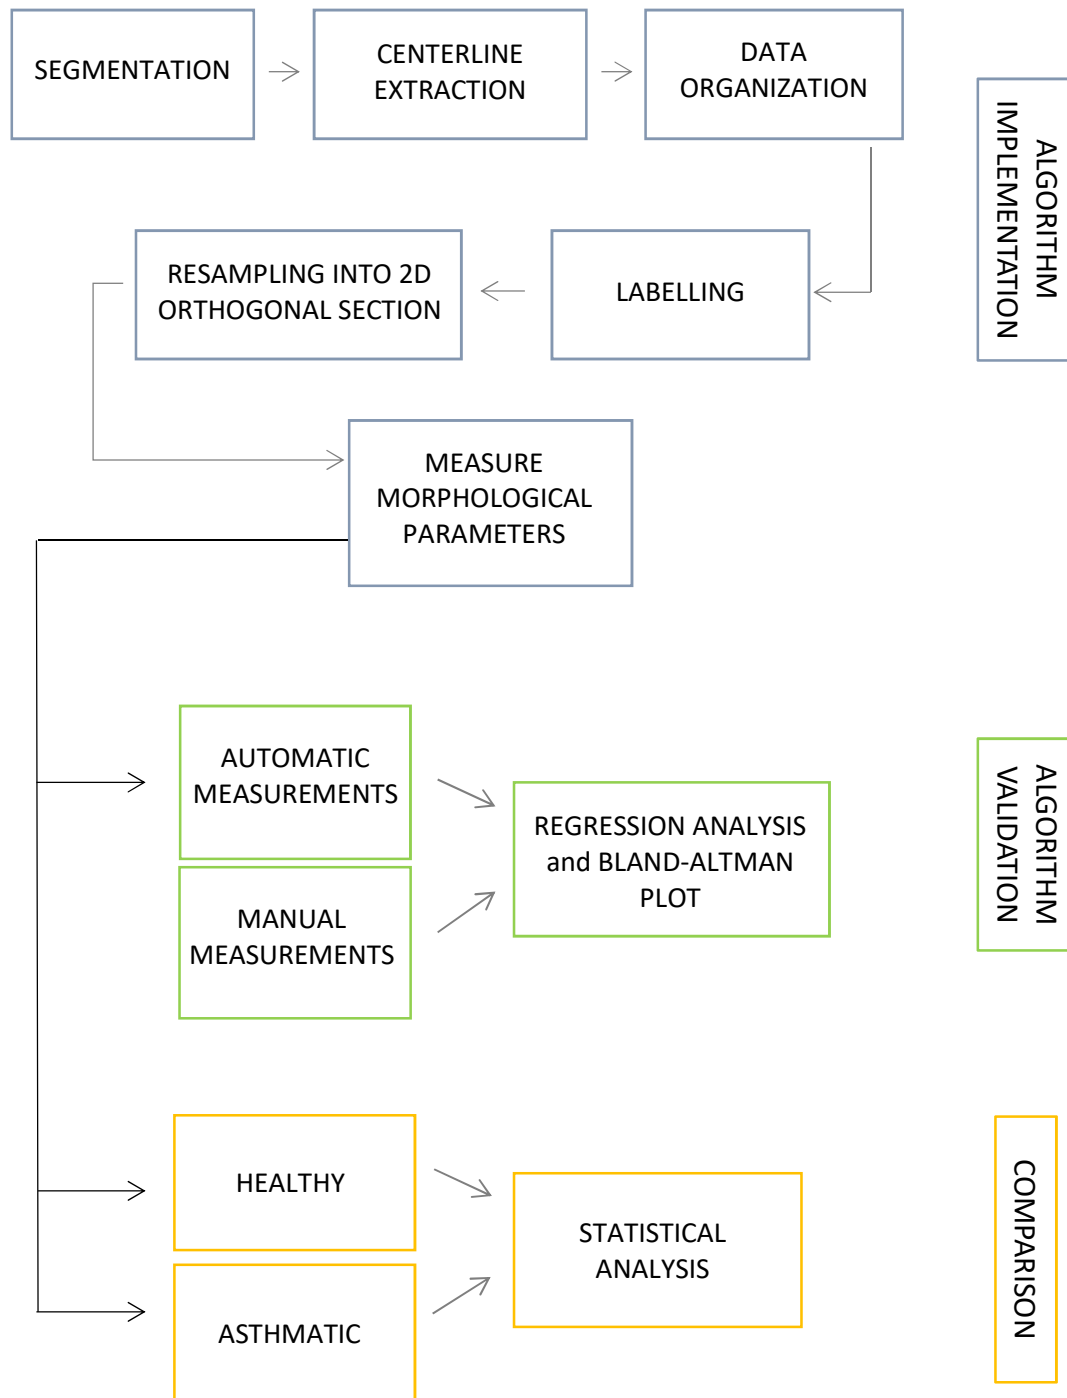 SEGMENTATION
CENTERLINE
EXTRACTION
DATA
ORGANIZATION
ALGORITHM
IMPLEMENTATION
RESAMPLING INTO 2D
ORTHOGONAL SECTION
LABELLING
MEASURE
MORPHOLOGICAL
PARAMETERS
AUTOMATIC
MEASUREMENTS
MANUAL
MEASUREMENTS
REGRESSION ANALYSIS
and BLAND-ALTMAN
PLOT
ALGORITHM
VALIDATION
HEALTHY
ASTHMATIC
STATISTICAL
ANALYSIS
COMPARISON